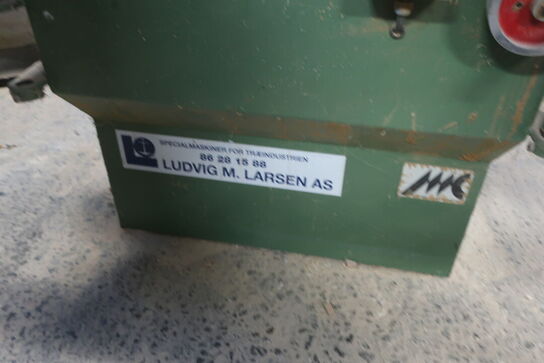 SPECIALMASKINER FOR TRÆINDUSTRIEN
86 28 15 88
LUDVIG M. LARSEN AS